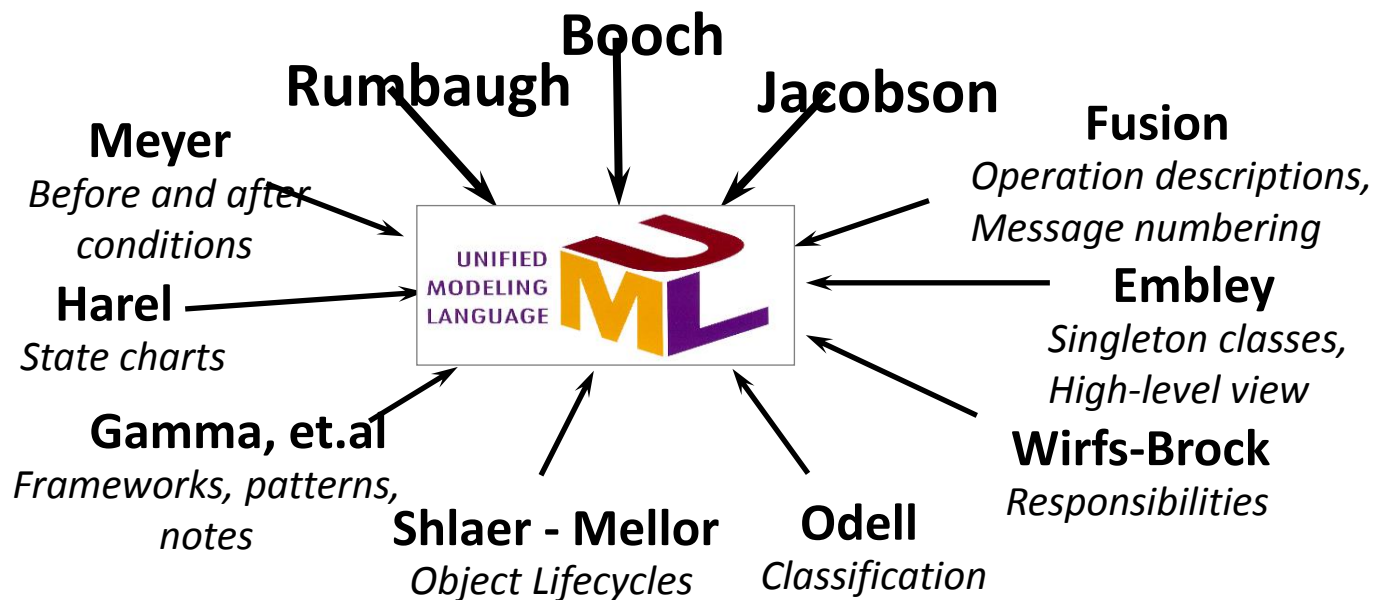 Booch
Rumbaugh
Jacobson
Meyer
Before and after
conditions
Fusion
Operation descriptions,
Message numbering
Harel
State charts
UNIFIED
MODELING
LANGUAGE
UML
Embley
Singleton classes,
High-level view
Gamma, et.al
Frameworks, patterns,
notes
Shlaer - Mellor
Object Lifecycles
Odell
Classification
Wirfs-Brock
Responsibilities